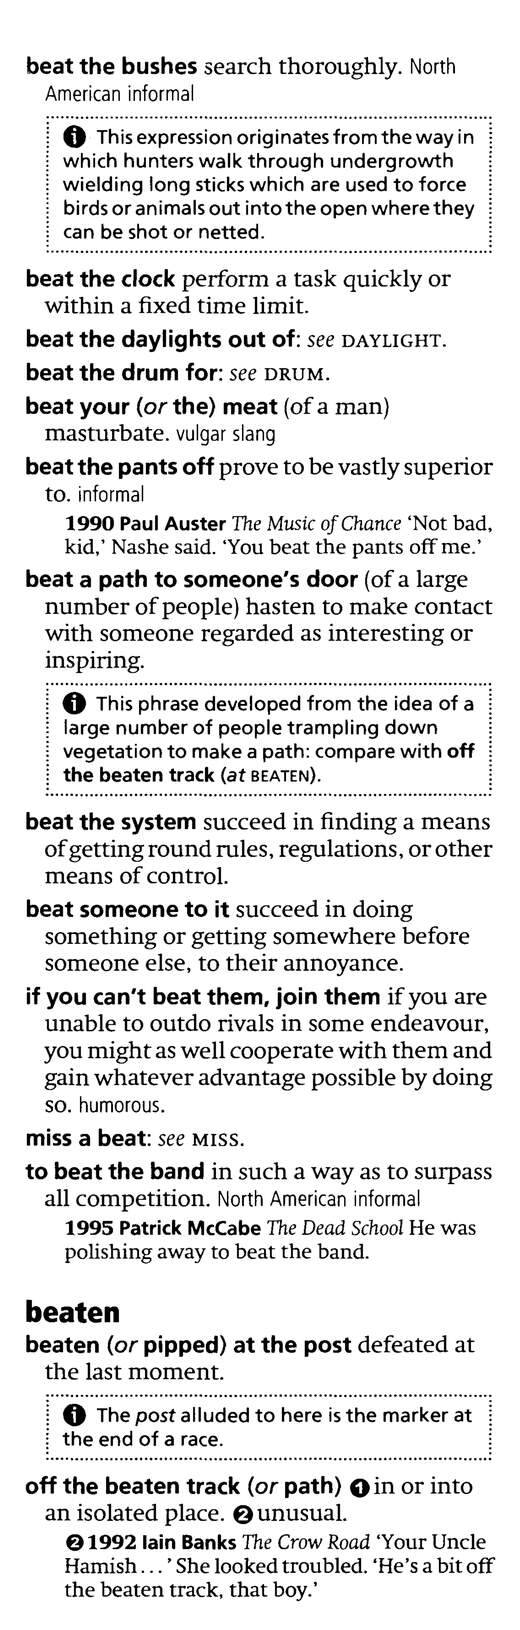 beat the bushes search thoroughly. North
American informal
ℹ This expression originates from the way in
which hunters walk through undergrowth
wielding long sticks which are used to force
birds or animals out into the open where they
can be shot or netted.
beat the clock perform a task quickly or
within a fixed time limit.
beat the daylights out of: see DAYLIGHT.
beat the drum for: see DRUM.
beat your (or the) meat (of a man)
masturbate. vulgar slang
beat the pants off prove to be vastly superior
to. informal
1990 Paul Auster The Music of Chance ‘Not bad,
kid,’ Nashe said. ‘You beat the pants off me.’
beat a path to someone's door (of a large
number of people) hasten to make contact
with someone regarded as interesting or
inspiring.
ℹ This phrase developed from the idea of a
large number of people trampling down
vegetation to make a path: compare with off
the beaten track (at BEATEN).
beat the system succeed in finding a means
of getting round rules, regulations, or other
means of control.
beat someone to it succeed in doing
something or getting somewhere before
someone else, to their annoyance.
if you can't beat them, join them if you are
unable to outdo rivals in some endeavour,
you might as well cooperate with them and
gain whatever advantage possible by doing
so. humorous.
miss a beat: see MISS.
to beat the band in such a way as to surpass
all competition. North American informal
1995 Patrick McCabe The Dead School He was
polishing away to beat the band.
beaten
beaten (or pipped) at the post defeated at
the last moment.
ℹ The post alluded to here is the marker at
the end of a race.
off the beaten track (or path) ❶ in or into
an isolated place. ❷ unusual.
❷ 1992 Iain Banks The Crow Road ‘Your Uncle
Hamish . . . ’ She looked troubled. ‘He's a bit off
the beaten track, that boy.’